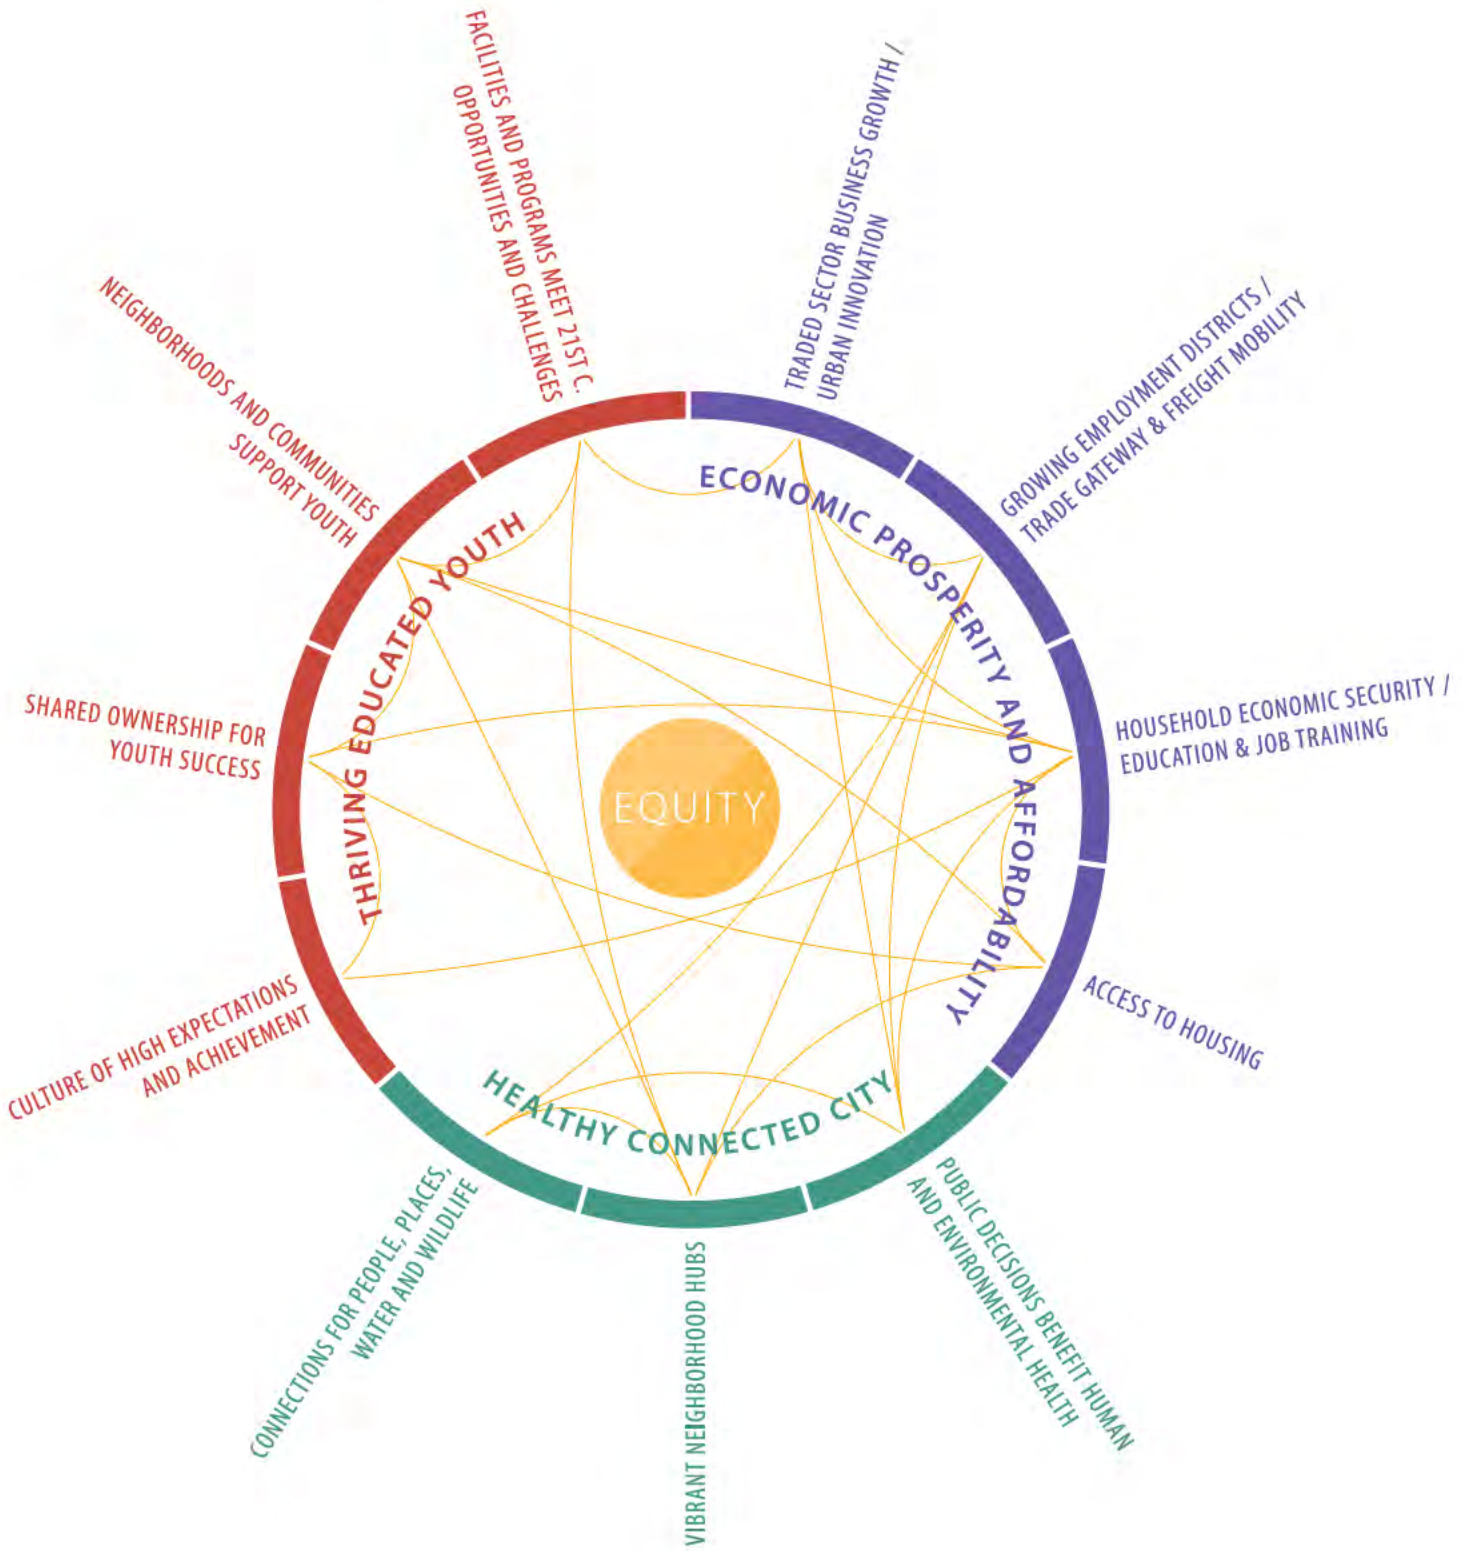 FACILITIES AND PROGRAMS MEET 21ST C.
OPPORTUNITIES AND CHALLENGES
TRADED SECTOR BUSINESS GROWTH /
URBAN INNOVATION
GROWING EMPLOYMENT DISTRICTS /
TRADE GATEWAY & FREIGHT MOBILITY
HOUSEHOLD ECONOMIC SECURITY /
EDUCATION & JOB TRAINING
ACCESS TO HOUSING
PUBLIC DECISIONS BENEFIT HUMAN
AND ENVIRONMENTAL HEALTH
VIBRANT NEIGHBORHOOD HUBS
CONNECTIONS FOR PEOPLE, PLACES,
WATER AND WILDLIFE
CULTURE OF HIGH EXPECTATIONS
AND ACHIEVEMENT
SHARED OWNERSHIP FOR
YOUTH SUCCESS
NEIGHBORHOODS AND COMMUNITIES
SUPPORT YOUTH
THRIVING EDUCATED YOUTH
ECONOMIC PROSPERITY AND AFFORDABILITY
HEALTHY CONNECTED CITY
EQUITY